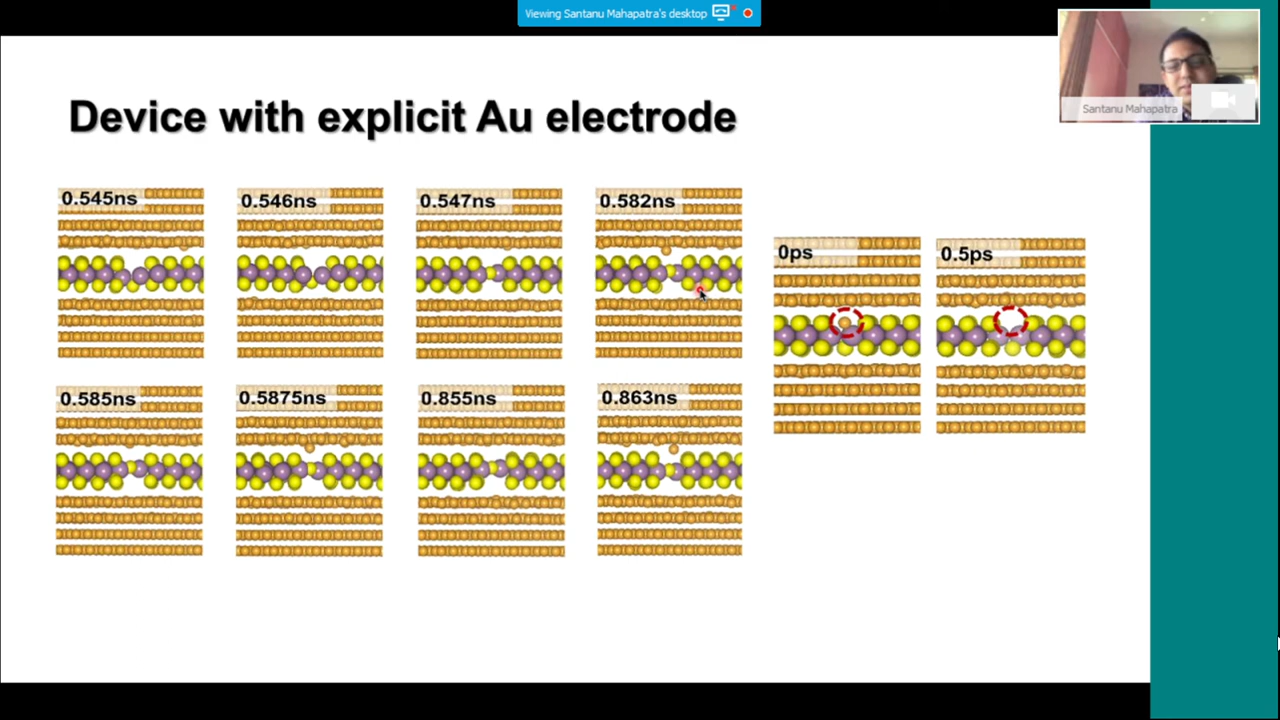 Viewing Santanu Mahapatra's desktop
Santanu Mahapatra
Device with explicit Au electrode
0.545ns
0.546ns
0.547ns
0.582ns
0ps
0.5ps
0.585ns
0.5875ns
0.855ns
0.863ns